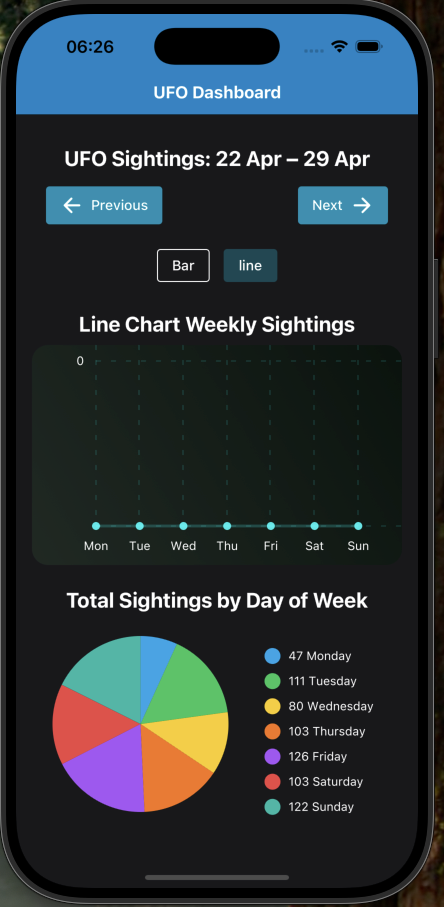 06:26
UFO Dashboard
UFO Sightings: 22 Apr – 29 Apr
Previous
Next
Bar
line
Line Chart Weekly Sightings
0
Mon Tue Wed Thu Fri Sat Sun
Total Sightings by Day of Week
47 Monday
111 Tuesday
80 Wednesday
103 Thursday
126 Friday
103 Saturday
122 Sunday